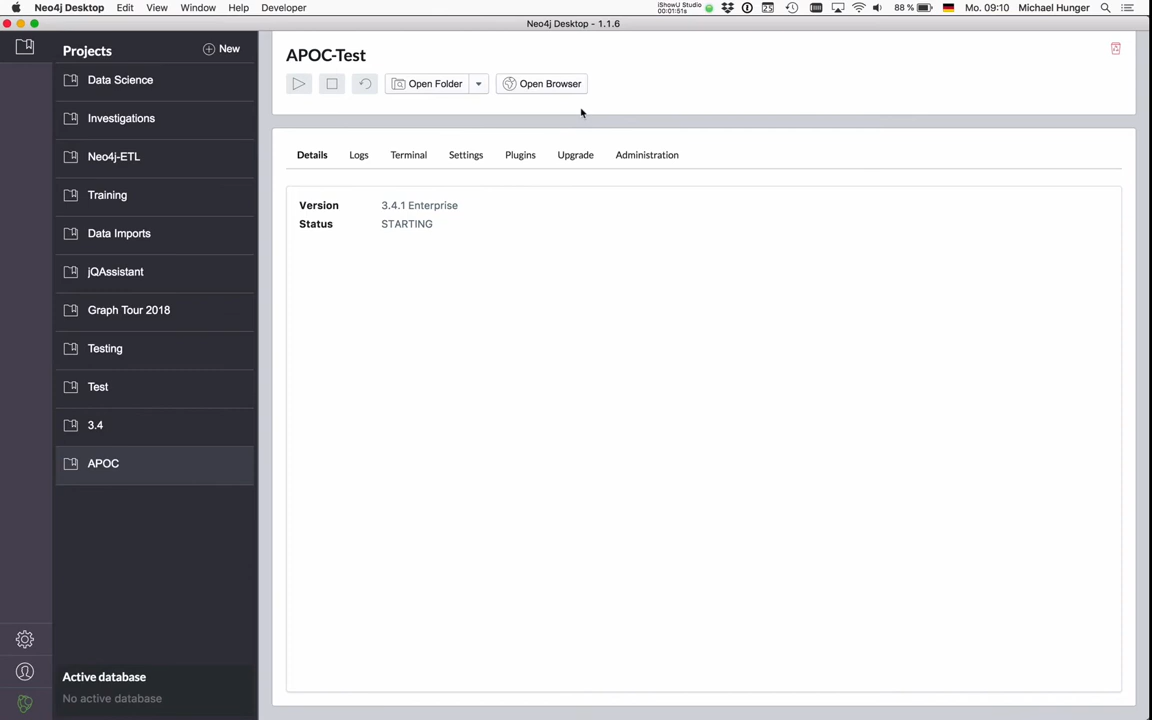 Neo4j Desktop Edit View Window Help Developer
iShowU Studio
00:01:51s
25
88 %
Mo. 09:10 Michael Hunger
Neo4j Desktop - 1.1.6
Projects
New
Data Science
Investigations
Neo4j-ETL
Training
Data Imports
jQAssistant
Graph Tour 2018
Testing
Test
3.4
APOC
Active database
No active database
APOC-Test
Open Folder
Open Browser
Details Logs Terminal Settings Plugins Upgrade Administration
Version 3.4.1 Enterprise
Status STARTING